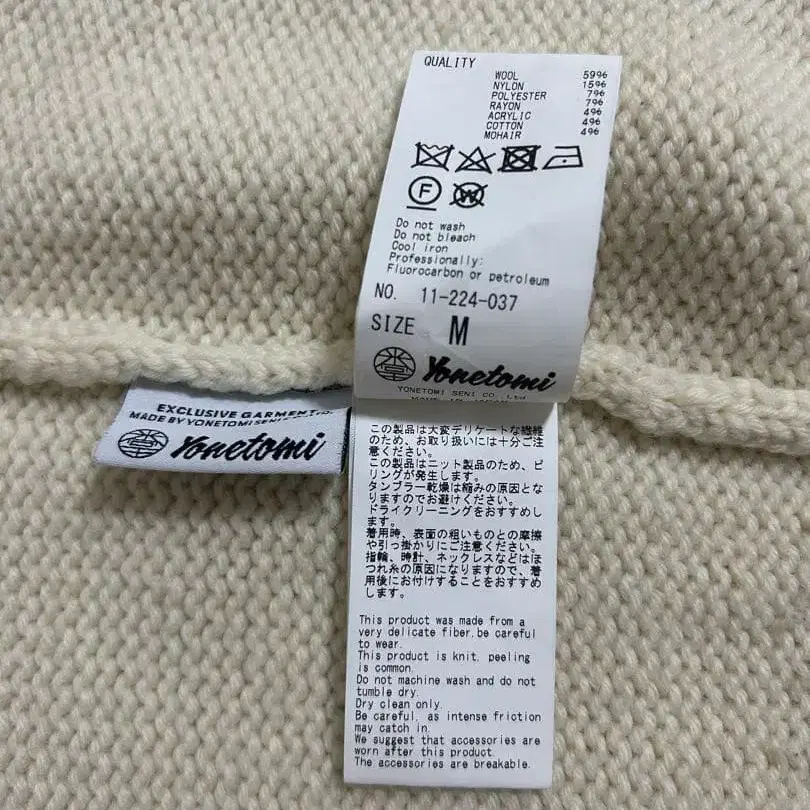 QUALITY
WOOL 59%
NYLON 15%
POLYESTER 7%
RAYON 7%
ACRYLIC 4%
COTTON 4%
MOHAIR 4%
F
W
Do not wash
Do not bleach
Cool iron
Professionally:
Fluorocarbon or petroleum
NO. 11-224-037
SIZE M
Yonetomi
YONETOMI SENI CO., Ltd.
EXCLUSIVE GARMENT
MADE BY YONETOMI SENI
Yonetomi
この製品は大変デリケートな繊維
のため、お取り扱いには十分ご注
意ください。
この製品はニット製品のため、ピ
リングが発生します。
タンブラー乾燥は縮みの原因とな
りますのでお避けください。
ドライクリーニングをおすすめし
ます。
着用時、表面の粗いものとの摩擦
や引っ掛かりにご注意ください。
指輪、時計、ネックレスなどはほ
つれ糸の原因になりますので、着
用後にお付けすることをおすすめ
します。
This product was made from a
very delicate fiber.be careful
to wear.
This product is knit. peeling
is common.
Do not machine wash and do not
tumble dry.
Dry clean only.
Be careful, as intense friction
may catch in.
We suggest that accessories are
worn after this product.
The accessories are breakable.